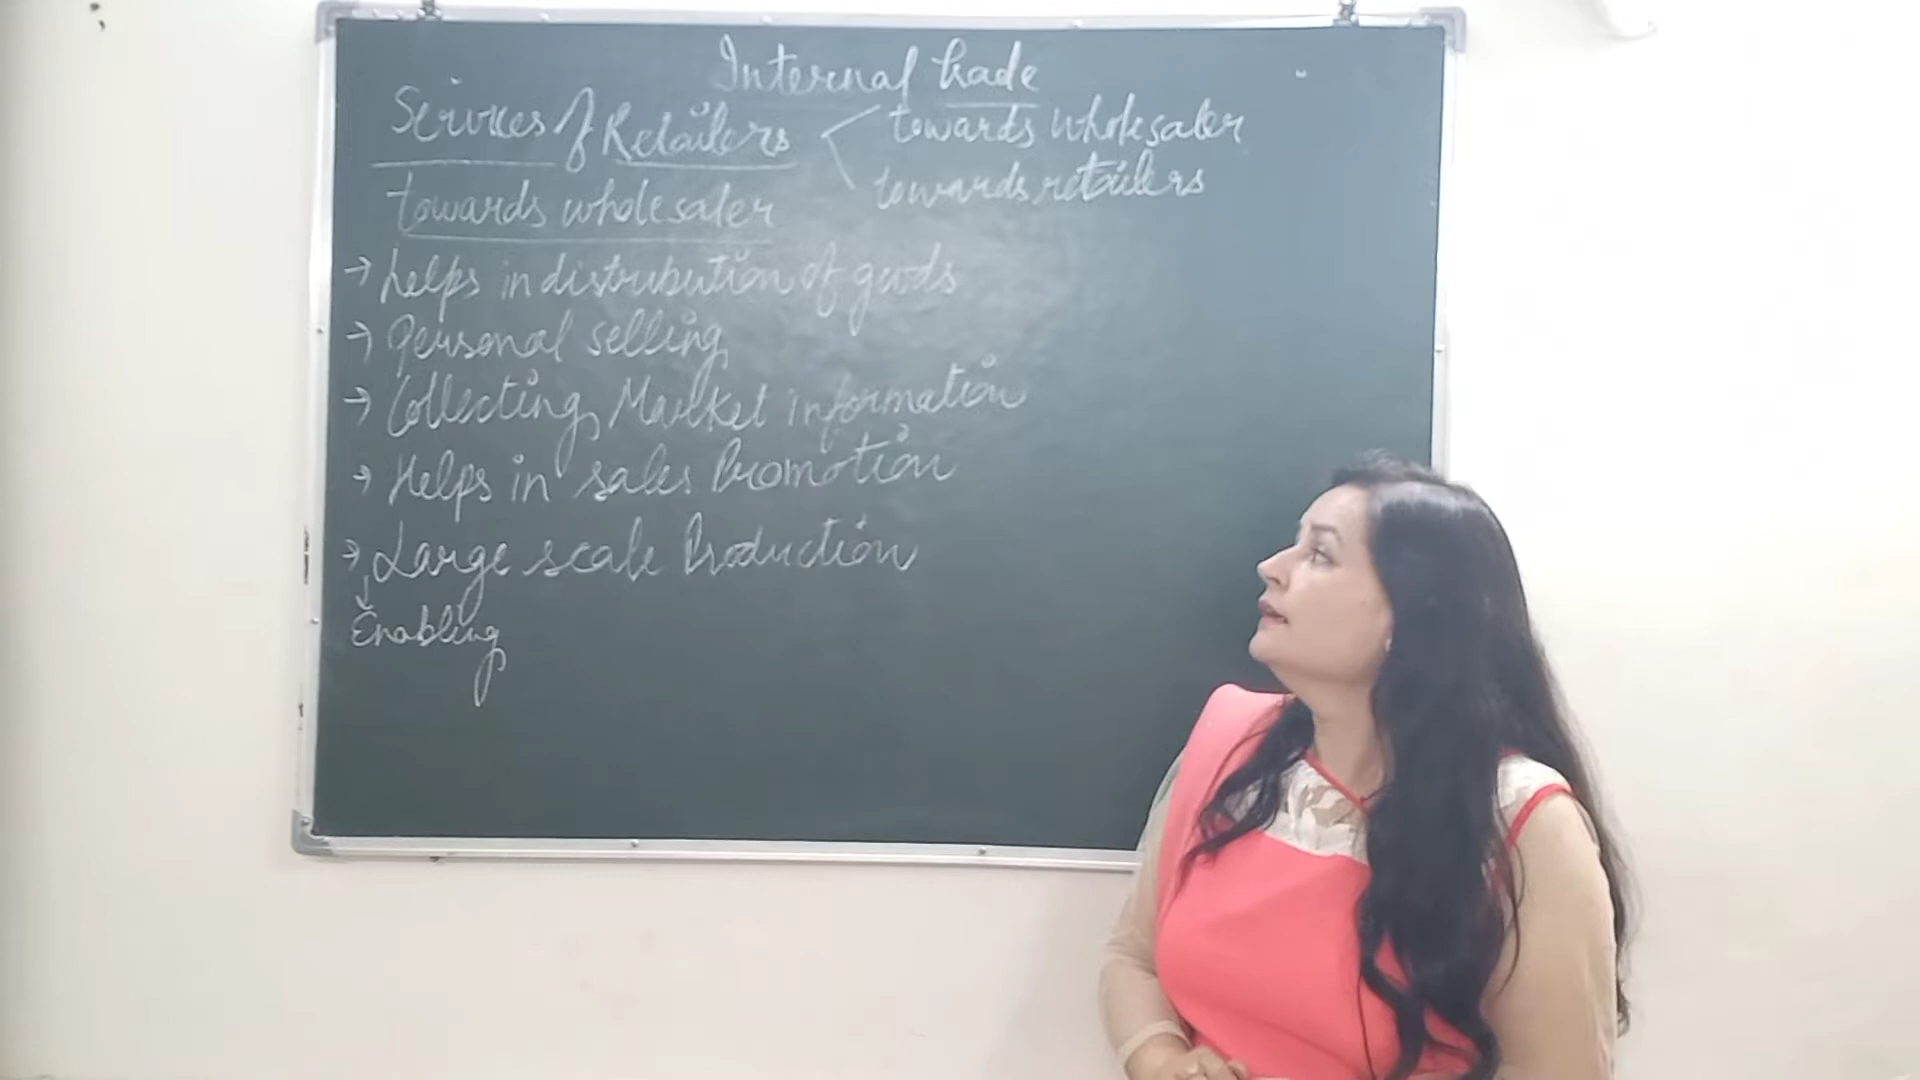 Internal trade
Services of Retailers
towards wholesaler
towards retailers
towards wholesaler
→ helps in distribution of goods
→ Personal selling
→ Collecting Market information
→ Helps in sales Promotion
→ Large scale Production
↓
Enabling